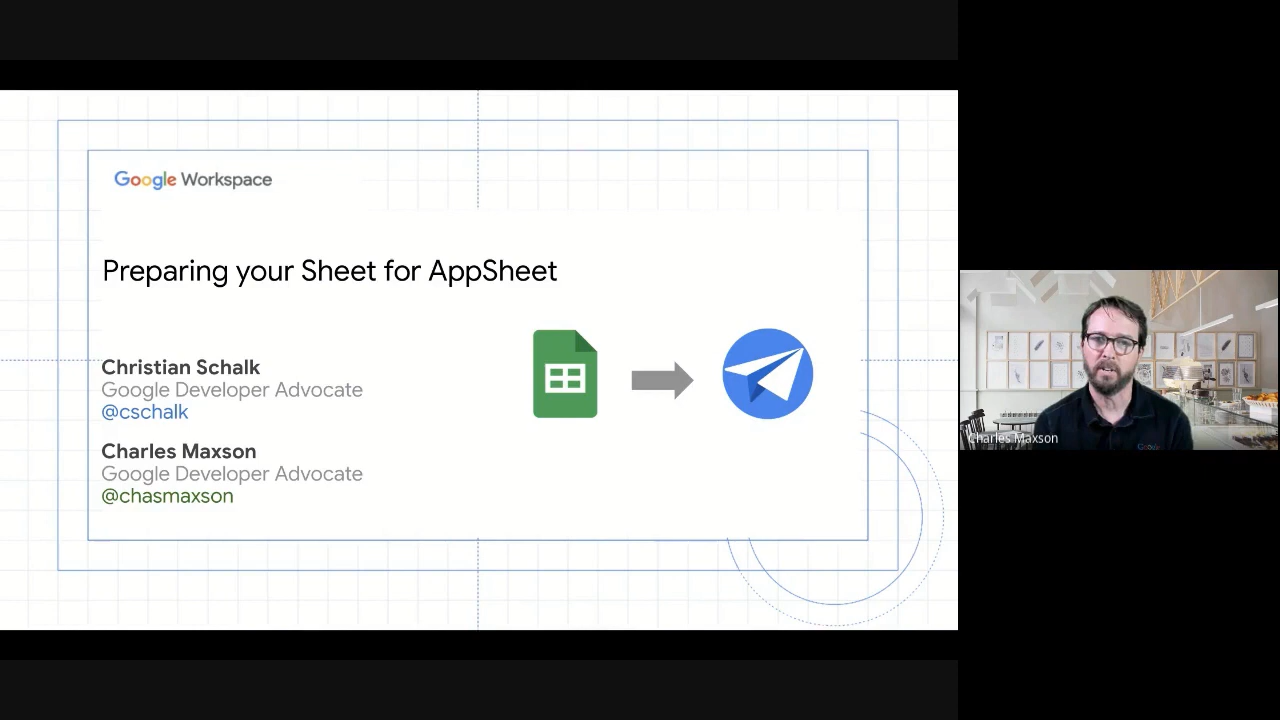 Google Workspace
Preparing your Sheet for AppSheet
Christian Schalk
Google Developer Advocate
@cschalk
Charles Maxson
Google Developer Advocate
@chasmaxson
Charles Maxson
Google